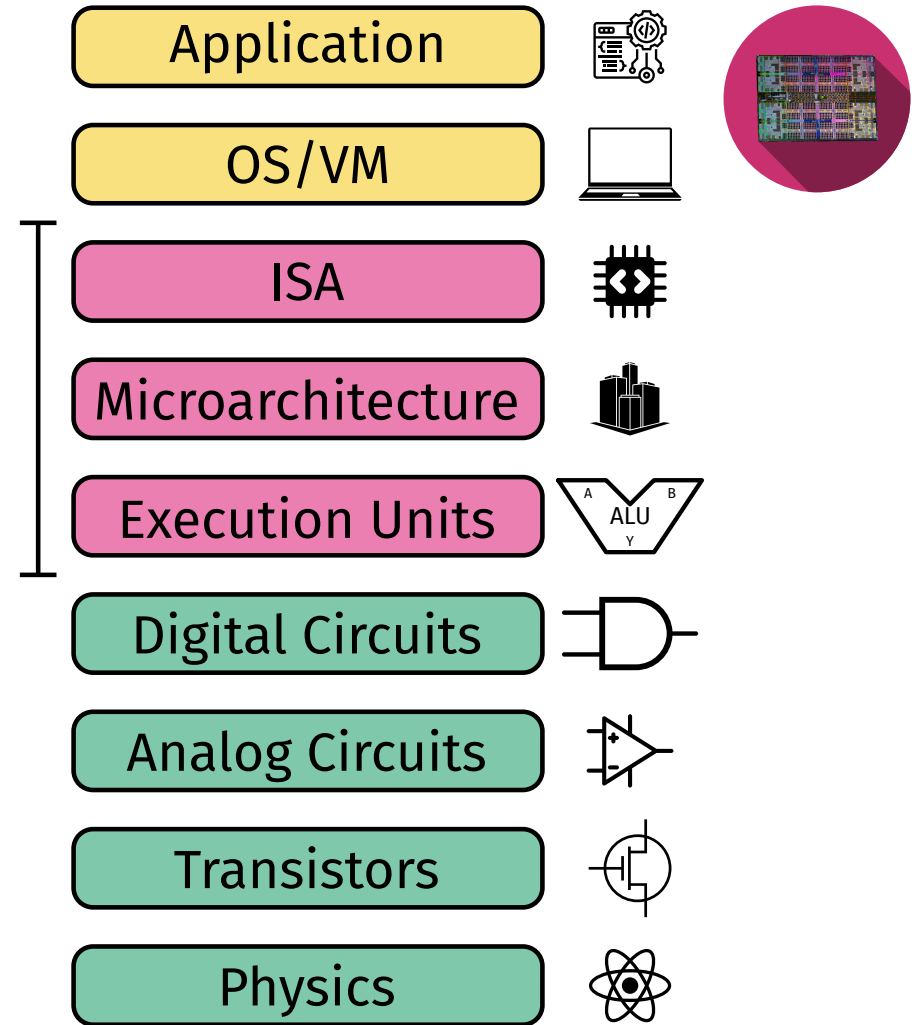 Application
OS/VM
ISA
Microarchitecture
Execution Units
A B
ALU
Y
Digital Circuits
Analog Circuits
Transistors
Physics